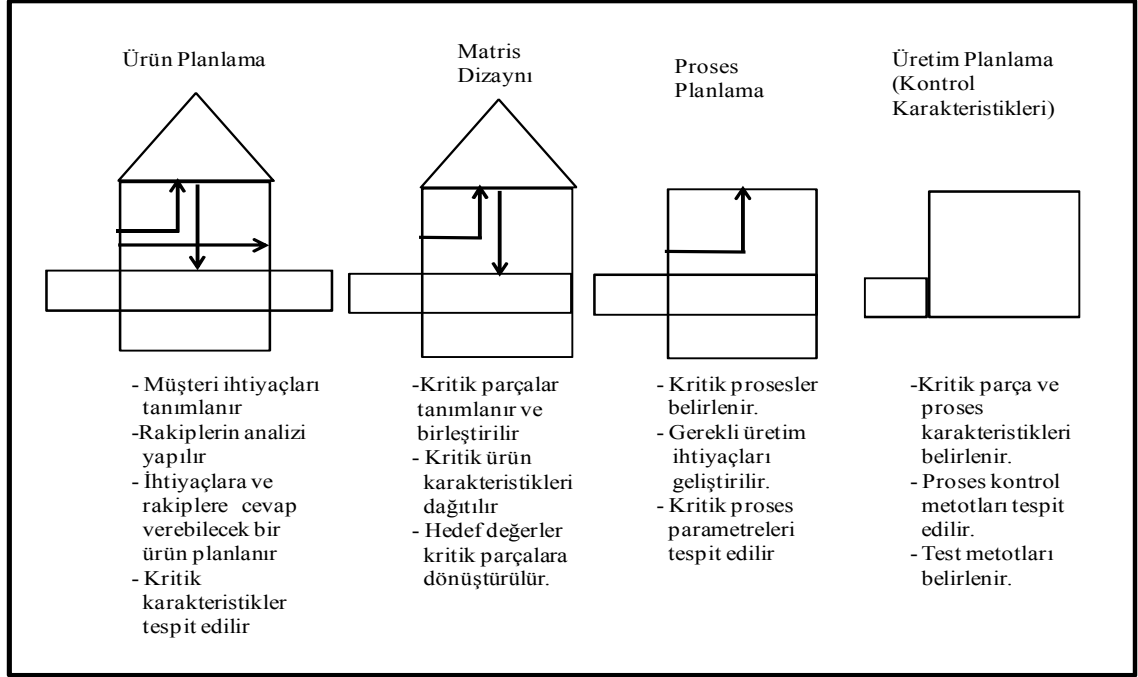 Ürün Planlama
Matris
Dizaynı
Proses
Planlama
Üretim Planlama
(Kontrol
Karakteristikleri)
- Müşteri ihtiyaçları
tanımlanır
-Rakiplerin analizi
yapılır
- İhtiyaçlara ve
rakiplere cevap
verebilecek bir
ürün planlanır
- Kritik
karakteristikler
tespit edilir
-Kritik parçalar
tanımlanır ve
birleştirilir
- Kritik ürün
karakteristikleri
dağıtılır
- Hedef değerler
kritik parçalara
dönüştürülür.
- Kritik prosesler
belirlenir.
- Gerekli üretim
ihtiyaçları
geliştirilir.
- Kritik proses
parametreleri
tespit edilir
-Kritik parça ve
proses
karakteristikleri
belirlenir.
- Proses kontrol
metotları tespit
edilir.
- Test metotları
belirlenir.